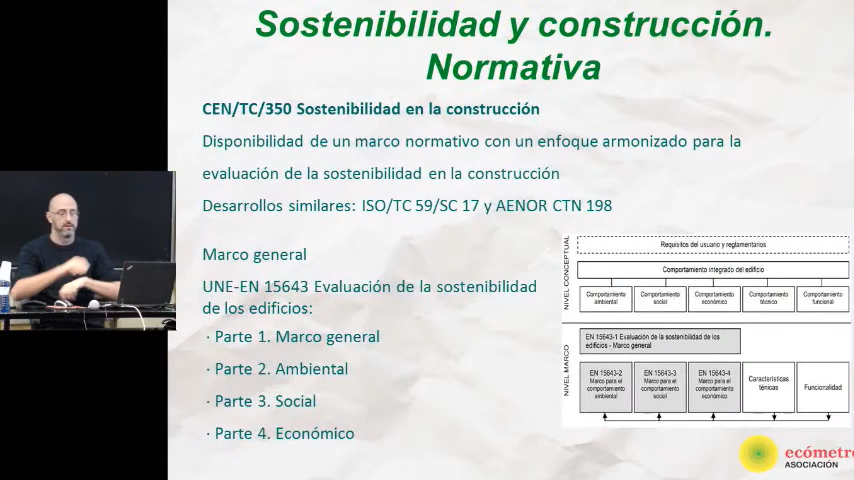 Sostenibilidad y construcción.
Normativa
CEN/TC/350 Sostenibilidad en la construcción
Disponibilidad de un marco normativo con un enfoque armonizado para la
evaluación de la sostenibilidad en la construcción
Desarrollos similares: ISO/TC 59/SC 17 y AENOR CTN 198
Marco general
UNE-EN 15643 Evaluación de la sostenibilidad
de los edificios:
· Parte 1. Marco general
· Parte 2. Ambiental
· Parte 3. Social
· Parte 4. Económico
NIVEL CONCEPTUAL
Requisitos del usuario y reglamentarios
Comportamiento integrado del edificio
Comportamiento ambiental
Comportamiento social
Comportamiento económico
Comportamiento técnico
Comportamiento funcional
NIVEL MARCO
EN 15643-1 Evaluación de la sostenibilidad de los
edificios - Marco general
EN 15643-2 Marco para el comportamiento ambiental
EN 15643-3 Marco para el comportamiento social
EN 15643-4 Marco para el comportamiento económico
Características ténicas
Funcionalidad
ecómetro
ASOCIACIÓN